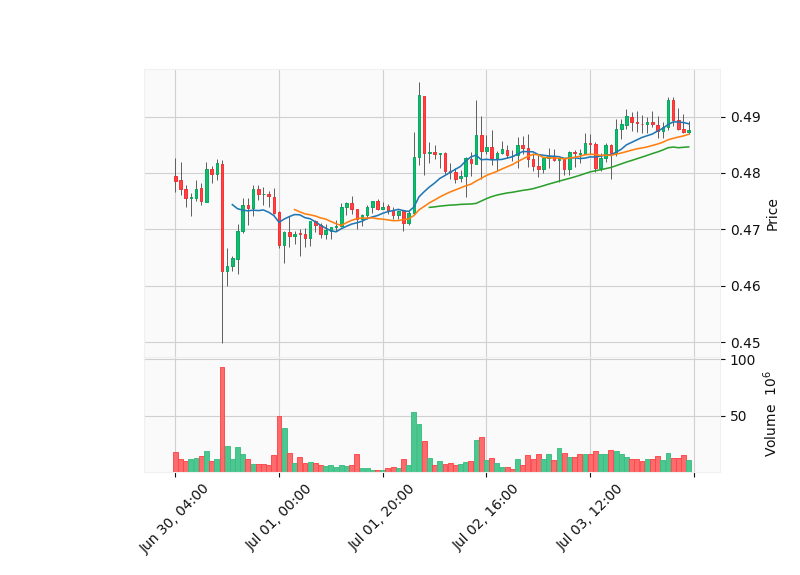 0.49
0.48
0.47
0.46
0.45
Price
100
50
Volume 10^6
Jun 30, 04:00
Jul 01, 00:00
Jul 01, 20:00
Jul 02, 16:00
Jul 03, 12:00